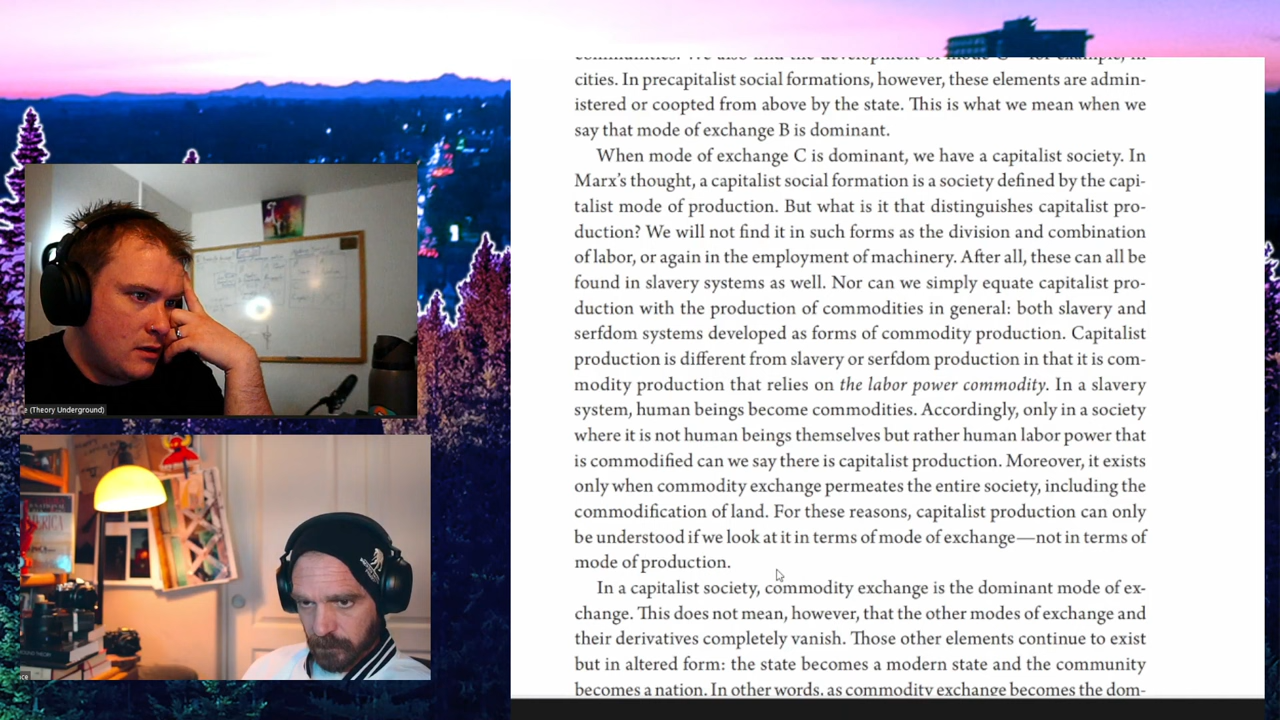 communities. We also find the development of mode C—for example, in
cities. In precapitalist social formations, however, these elements are admin-
istered or coopted from above by the state. This is what we mean when we
say that mode of exchange B is dominant.
When mode of exchange C is dominant, we have a capitalist society. In
Marx’s thought, a capitalist social formation is a society defined by the capi-
talist mode of production. But what is it that distinguishes capitalist pro-
duction? We will not find it in such forms as the division and combination
of labor, or again in the employment of machinery. After all, these can all be
found in slavery systems as well. Nor can we simply equate capitalist pro-
duction with the production of commodities in general: both slavery and
serfdom systems developed as forms of commodity production. Capitalist
production is different from slavery or serfdom production in that it is com-
modity production that relies on the labor power commodity. In a slavery
system, human beings become commodities. Accordingly, only in a society
where it is not human beings themselves but rather human labor power that
is commodified can we say there is capitalist production. Moreover, it exists
only when commodity exchange permeates the entire society, including the
commodification of land. For these reasons, capitalist production can only
be understood if we look at it in terms of mode of exchange—not in terms of
mode of production.
In a capitalist society, commodity exchange is the dominant mode of ex-
change. This does not mean, however, that the other modes of exchange and
their derivatives completely vanish. Those other elements continue to exist
but in altered form: the state becomes a modern state and the community
becomes a nation. In other words, as commodity exchange becomes the dom-
e (Theory Underground)